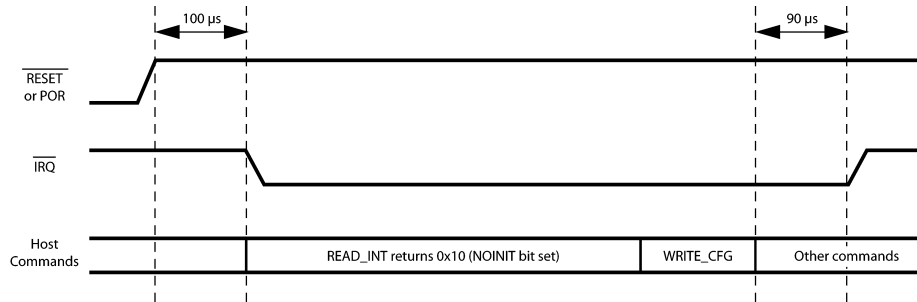 100 µs
90 µs
RESET
or POR
IRQ
Host
Commands
READ_INT returns 0x10 (NOINIT bit set)
WRITE_CFG
Other commands